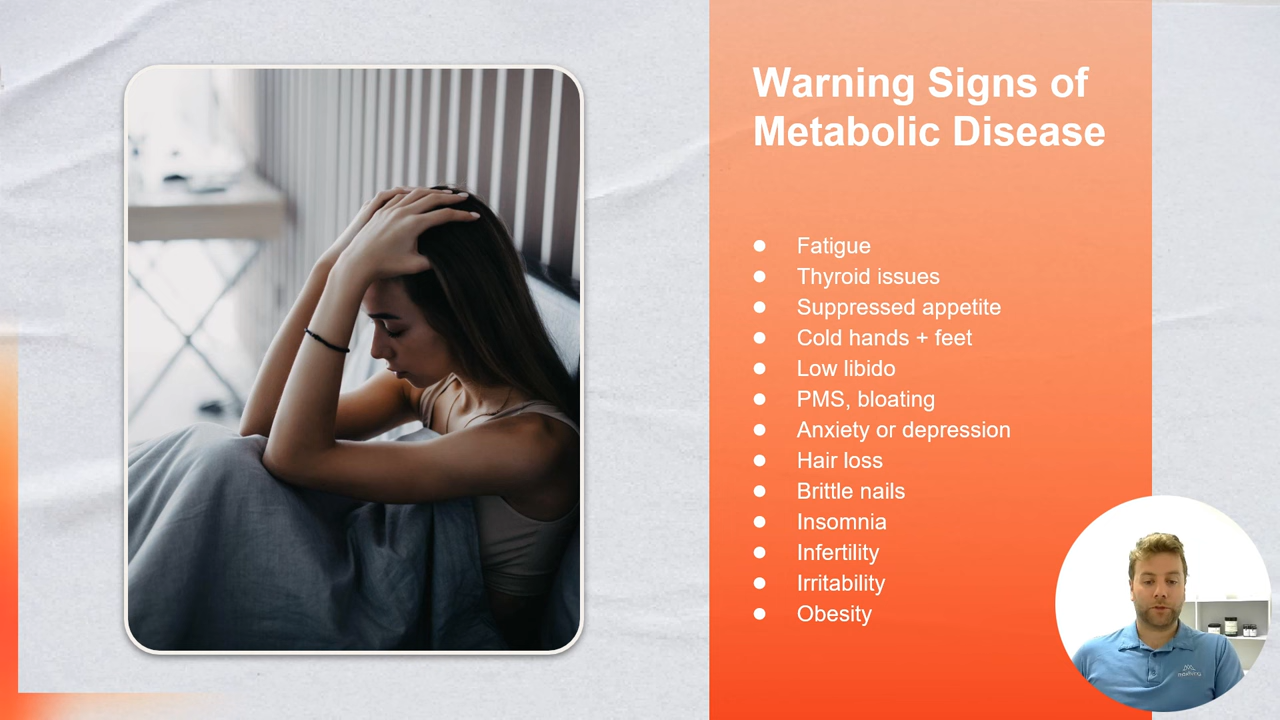 Warning Signs of
Metabolic Disease
Fatigue
Thyroid issues
Suppressed appetite
Cold hands + feet
Low libido
PMS, bloating
Anxiety or depression
Hair loss
Brittle nails
Insomnia
Infertility
Irritability
Obesity